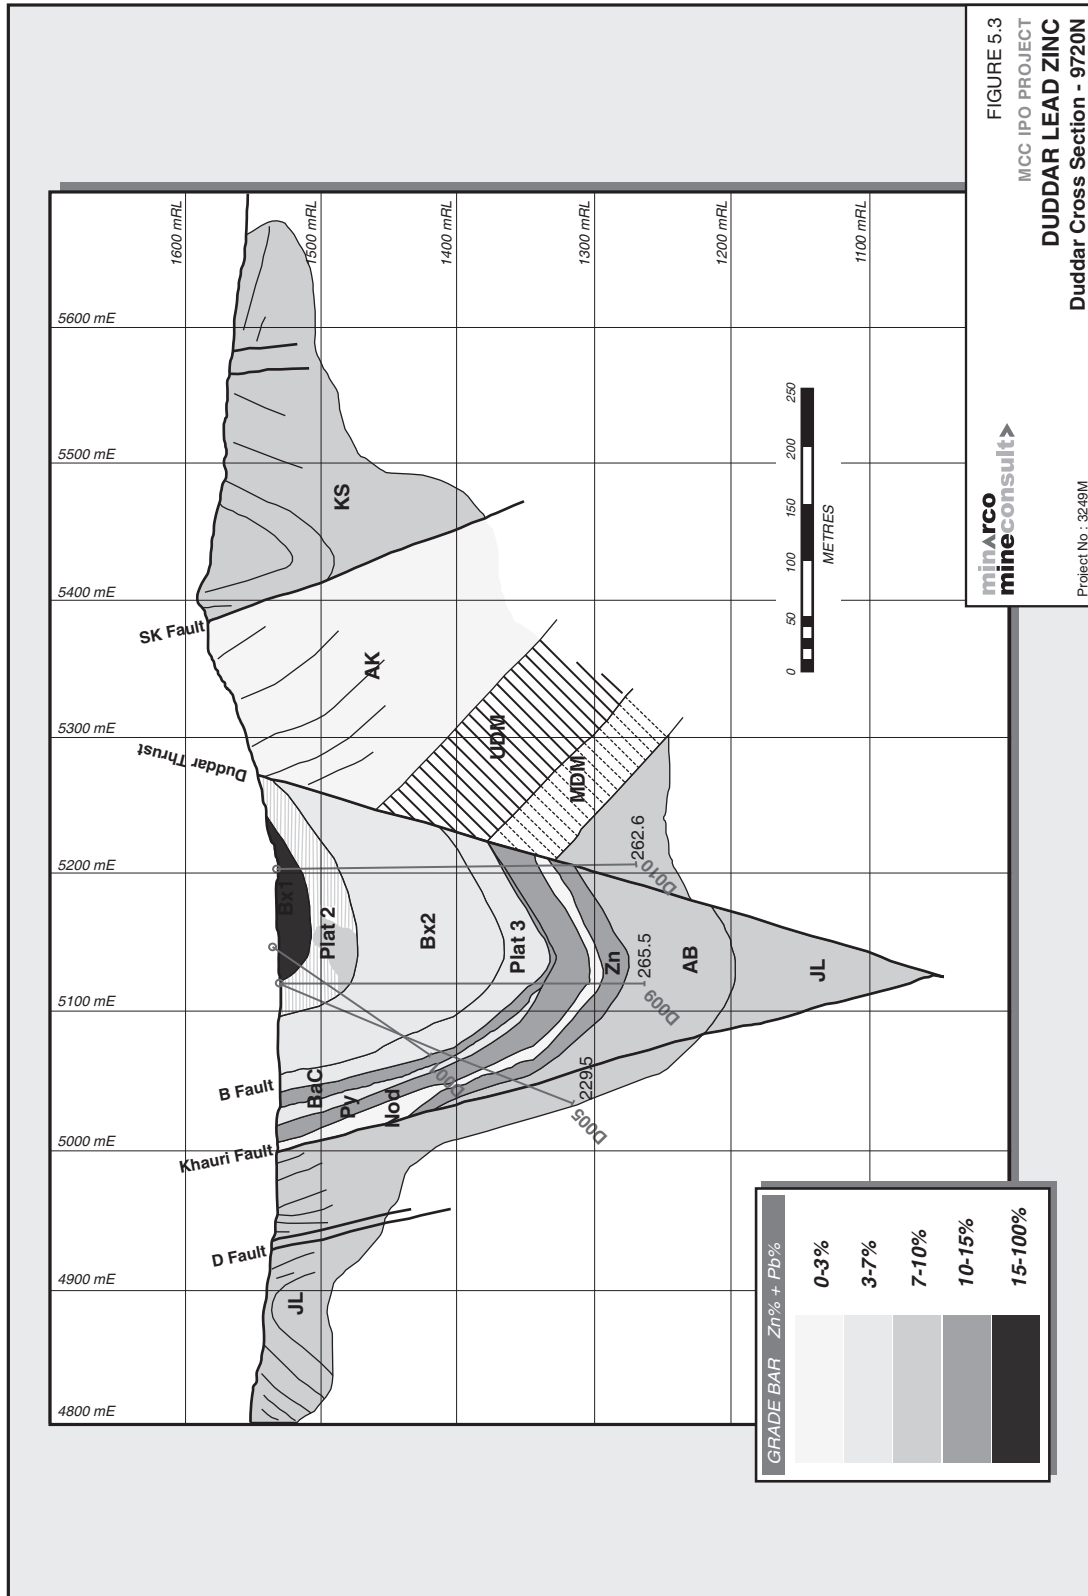 4800 mE
4900 mE
5000 mE
5100 mE
5200 mE
5300 mE
5400 mE
5500 mE
5600 mE
1600 mRL
1500 mRL
1400 mRL
1300 mRL
1200 mRL
1100 mRL
D Fault
Khauri Fault
B Fault
Duddar Thrust
SK Fault
JL
BaC
Py
Nod
Bx1
Plat 2
Bx2
Plat 3
Zn
AB
JL
AK
UDM
MDM
KS
D001
D005
229.5
D009
265.5
D010
262.6
0
50
100
150
200
250
METRES
GRADE BAR Zn% + Pb%
0-3%
3-7%
7-10%
10-15%
15-100%
FIGURE 5.3
MCC IPO PROJECT
DUDDAR LEAD ZINC
Duddar Cross Section - 9720N
minarco
mineconsult>
Project No : 3249M